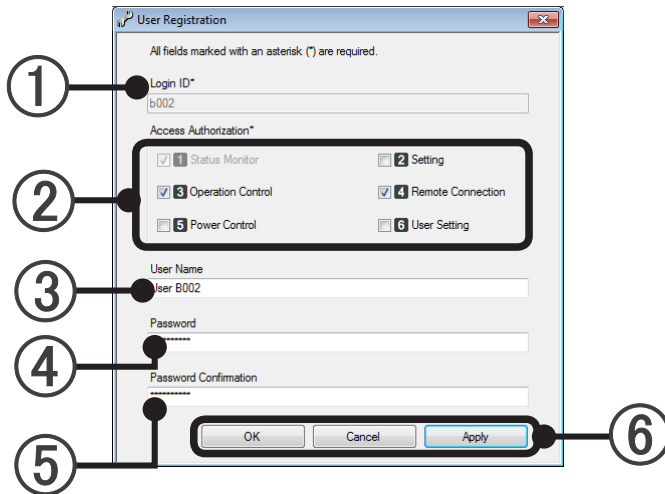 User Registration
All fields marked with an asterisk (*) are required.
1
Login ID*
b002
Access Authorization*
1 Status Monitor 2 Setting
2
3 Operation Control 4 Remote Connection
5 Power Control 6 User Setting
User Name
3
User B002
Password
4
Password Confirmation
**********
OK Cancel Apply
6
5